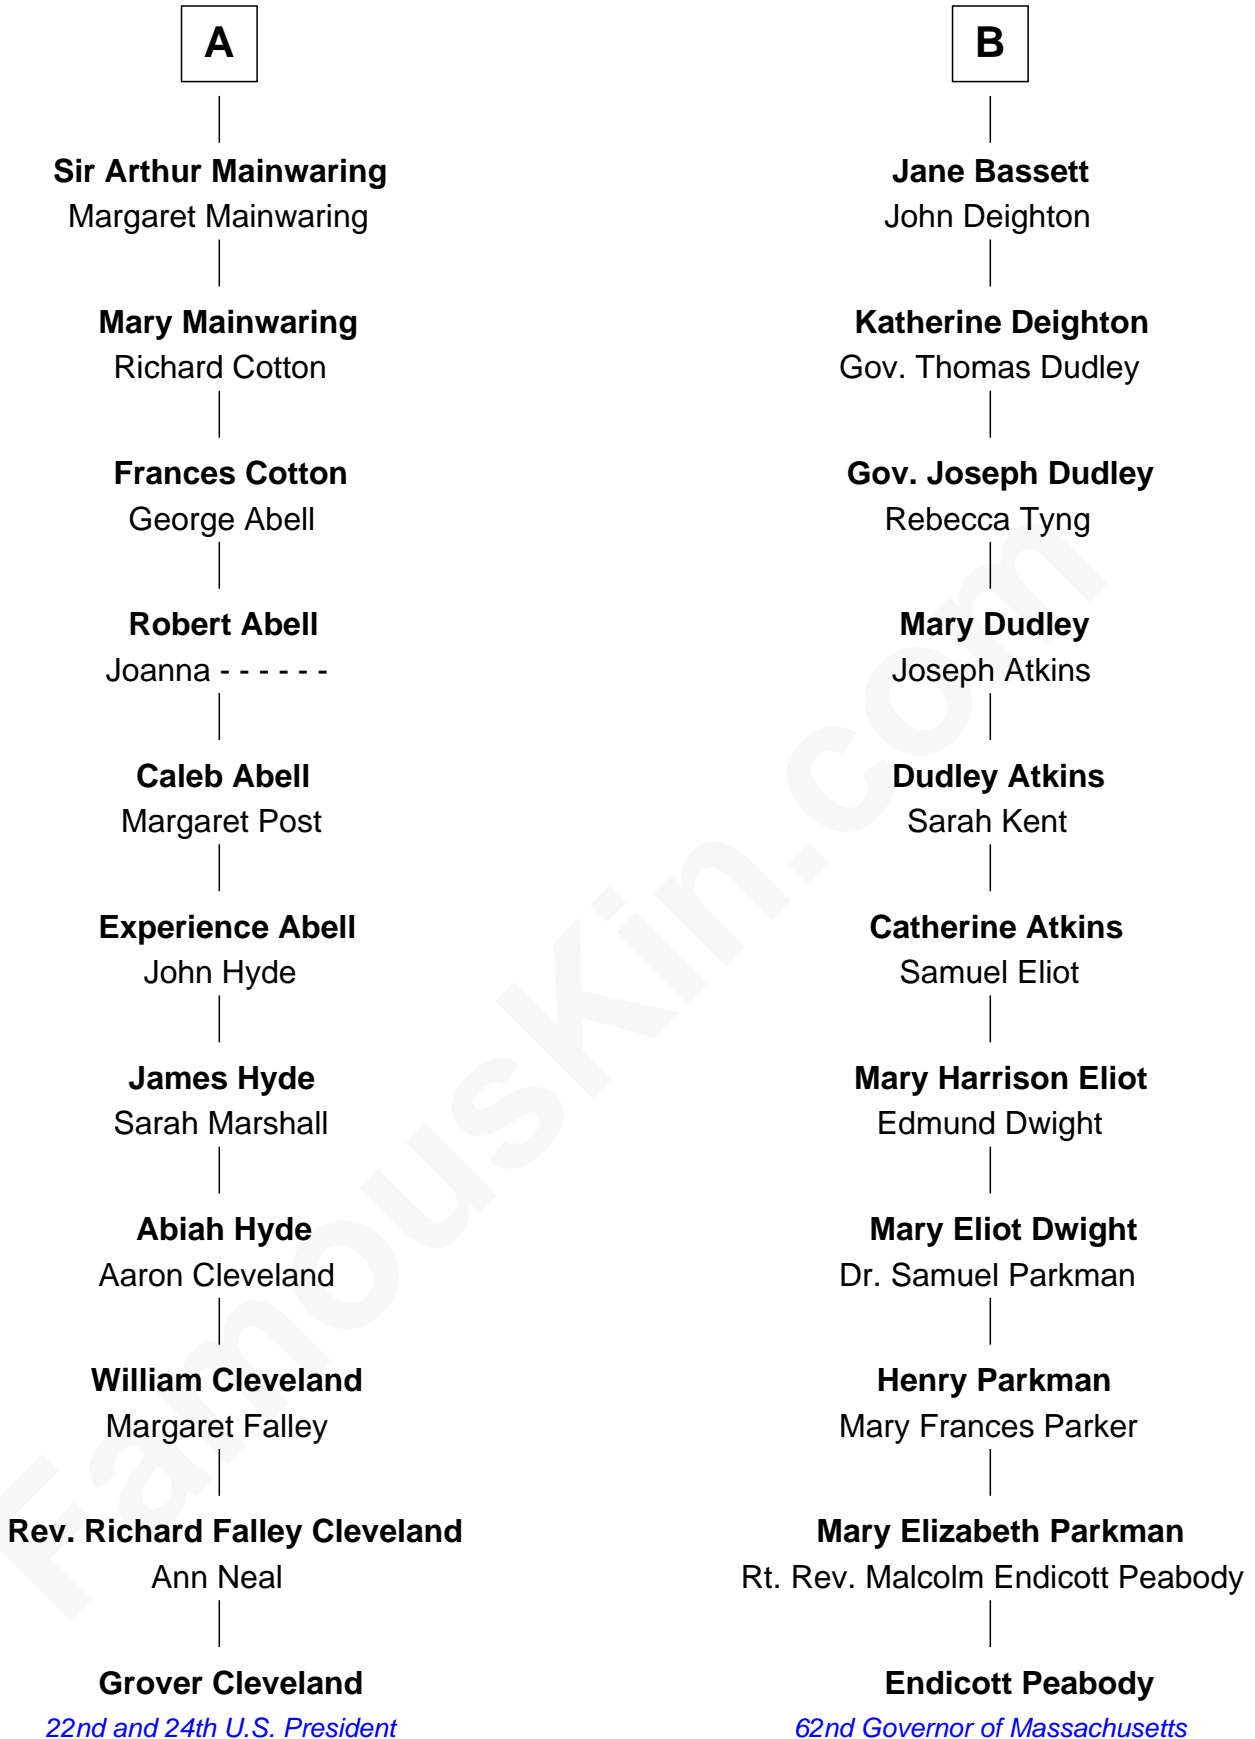 A
Sir Arthur Mainwaring
Margaret Mainwaring
Mary Mainwaring
Richard Cotton
Frances Cotton
George Abell
Robert Abell
Joanna - - - - - -
Caleb Abell
Margaret Post
Experience Abell
John Hyde
James Hyde
Sarah Marshall
Abiah Hyde
Aaron Cleveland
William Cleveland
Margaret Falley
Rev. Richard Falley Cleveland
Ann Neal
Grover Cleveland
22nd and 24th U.S. President
B
Jane Bassett
John Deighton
Katherine Deighton
Gov. Thomas Dudley
Gov. Joseph Dudley
Rebecca Tyng
Mary Dudley
Joseph Atkins
Dudley Atkins
Sarah Kent
Catherine Atkins
Samuel Eliot
Mary Harrison Eliot
Edmund Dwight
Mary Eliot Dwight
Dr. Samuel Parkman
Henry Parkman
Mary Frances Parker
Mary Elizabeth Parkman
Rt. Rev. Malcolm Endicott Peabody
Endicott Peabody
62nd Governor of Massachusetts
FamousKin.com